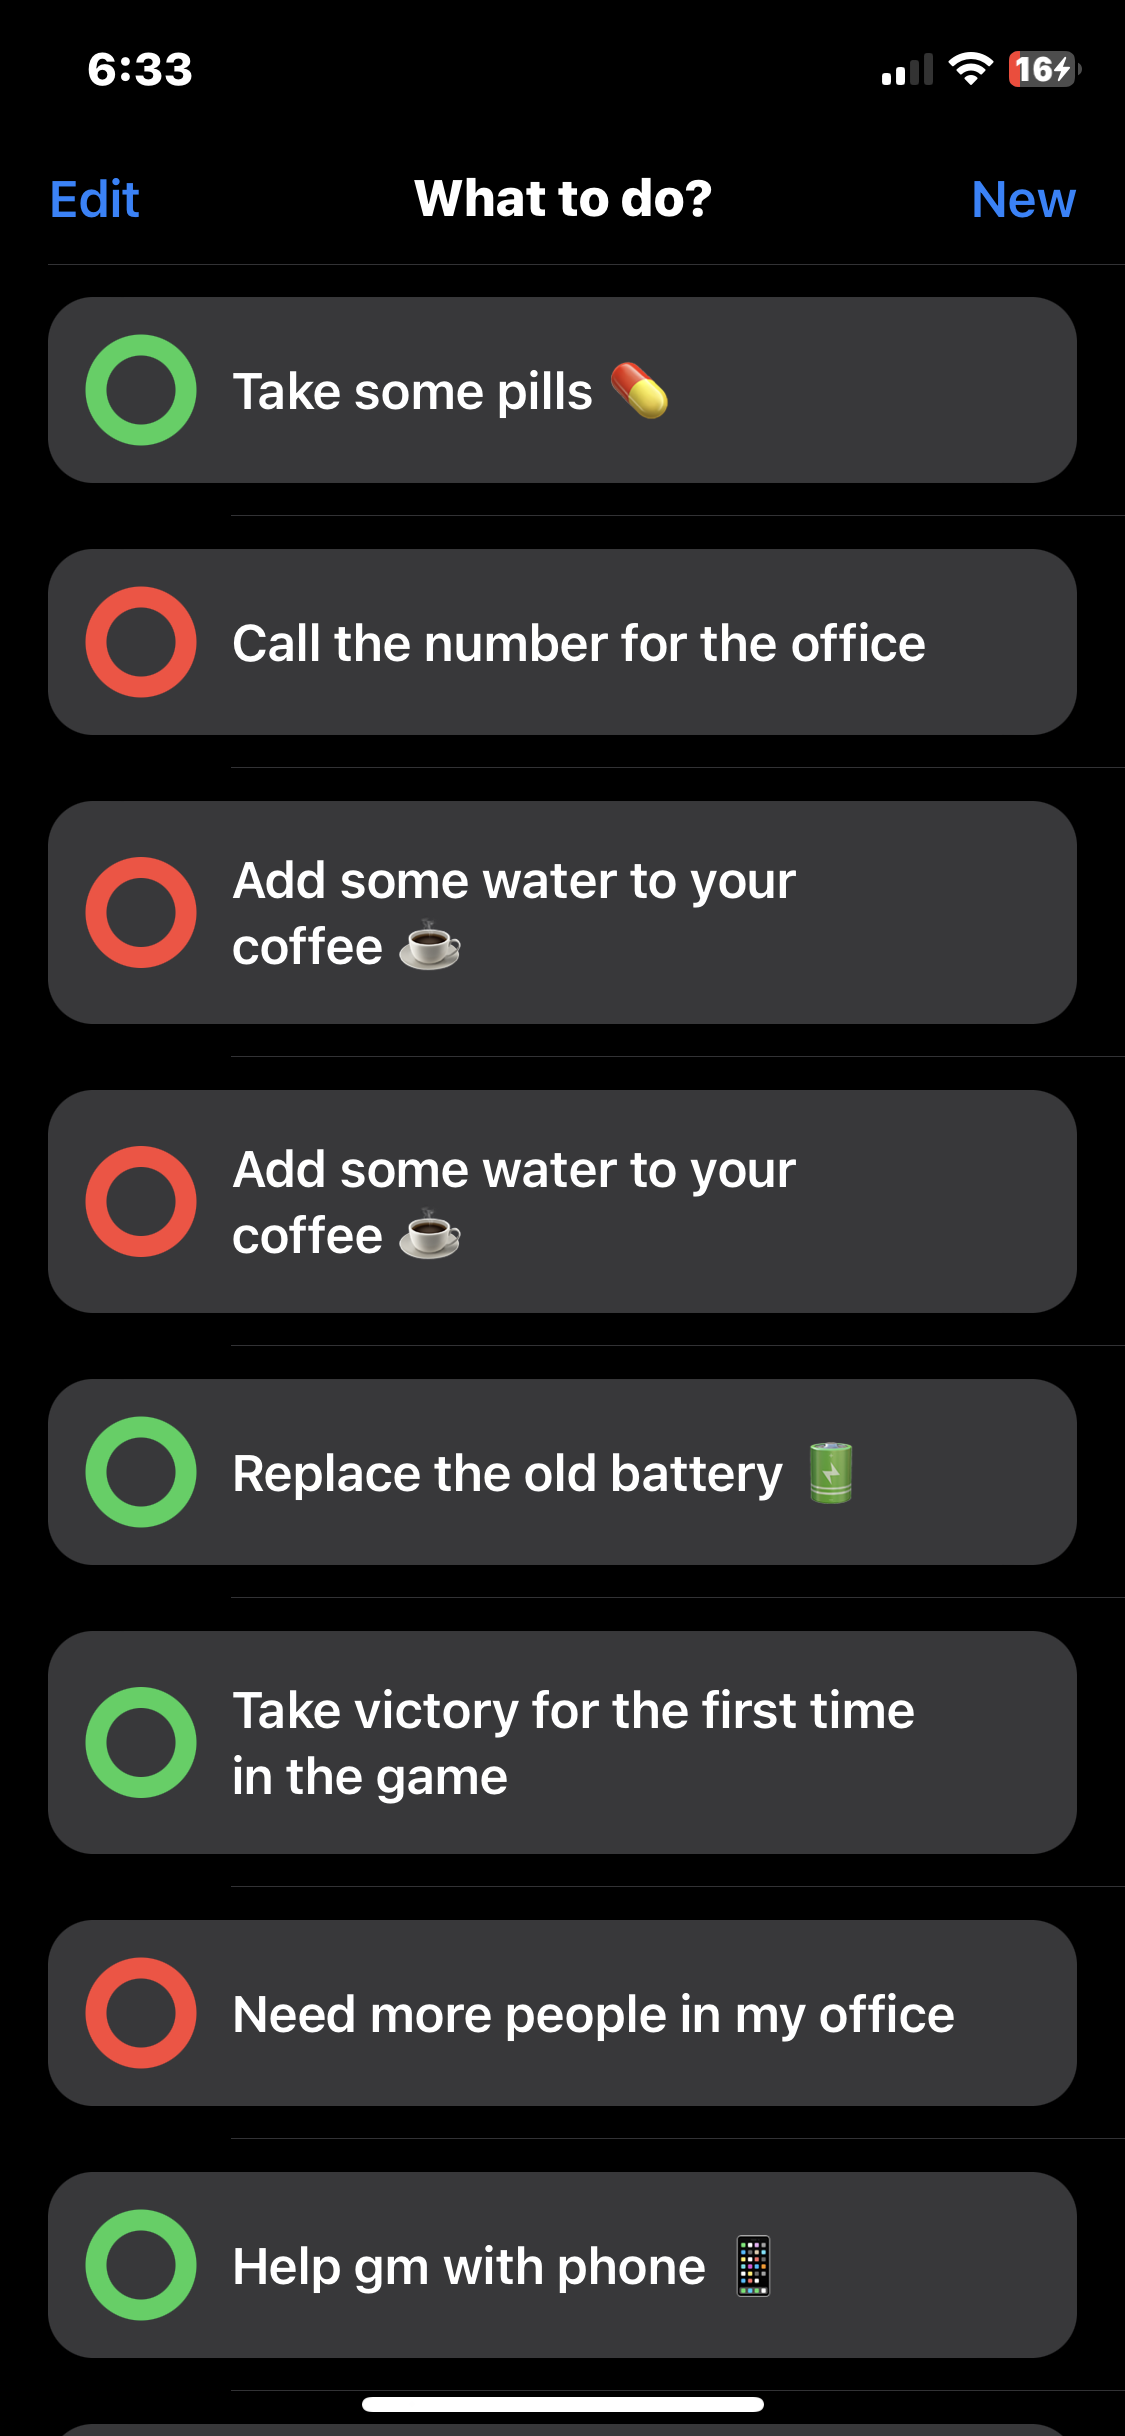 6:33
16
Edit
What to do?
New
Take some pills 💊
Call the number for the office
Add some water to your
coffee ☕
Add some water to your
coffee ☕
Replace the old battery 🔋
Take victory for the first time
in the game
Need more people in my office
Help gm with phone 📱